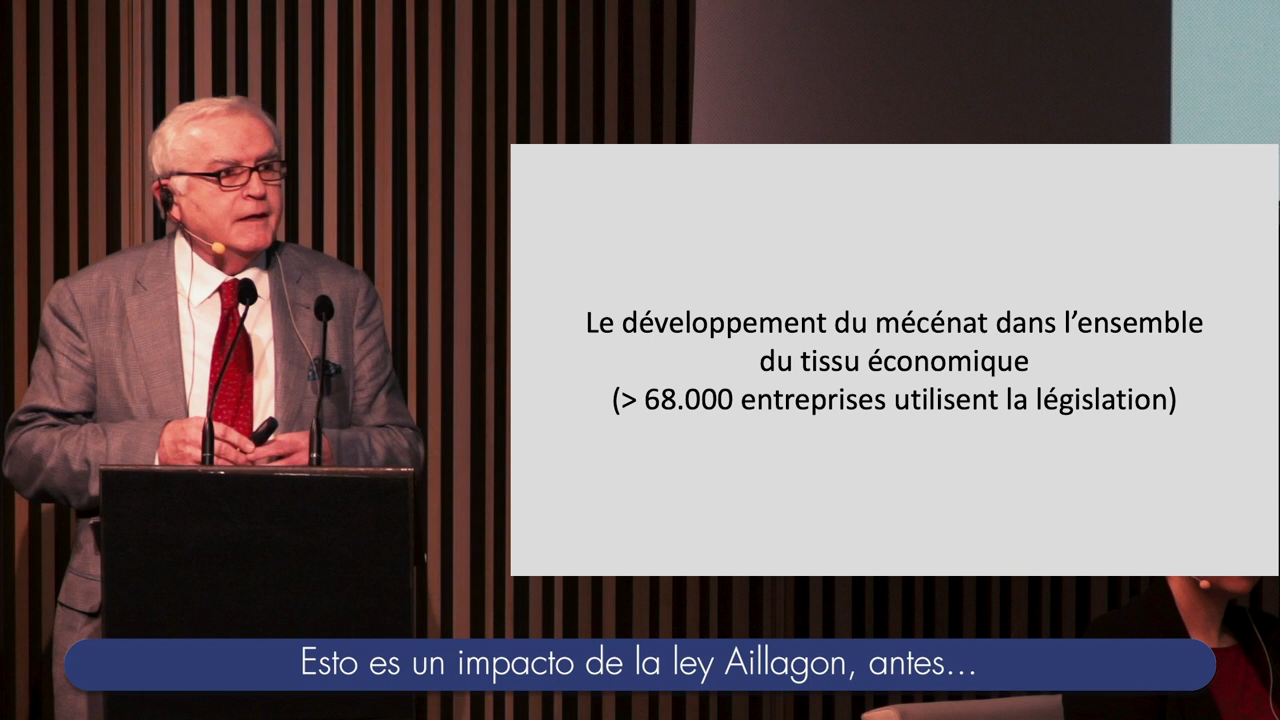 Le développement du mécénat dans l’ensemble
du tissu économique
(> 68.000 entreprises utilisent la législation)
Esto es un impacto de la ley Aillagon, antes...